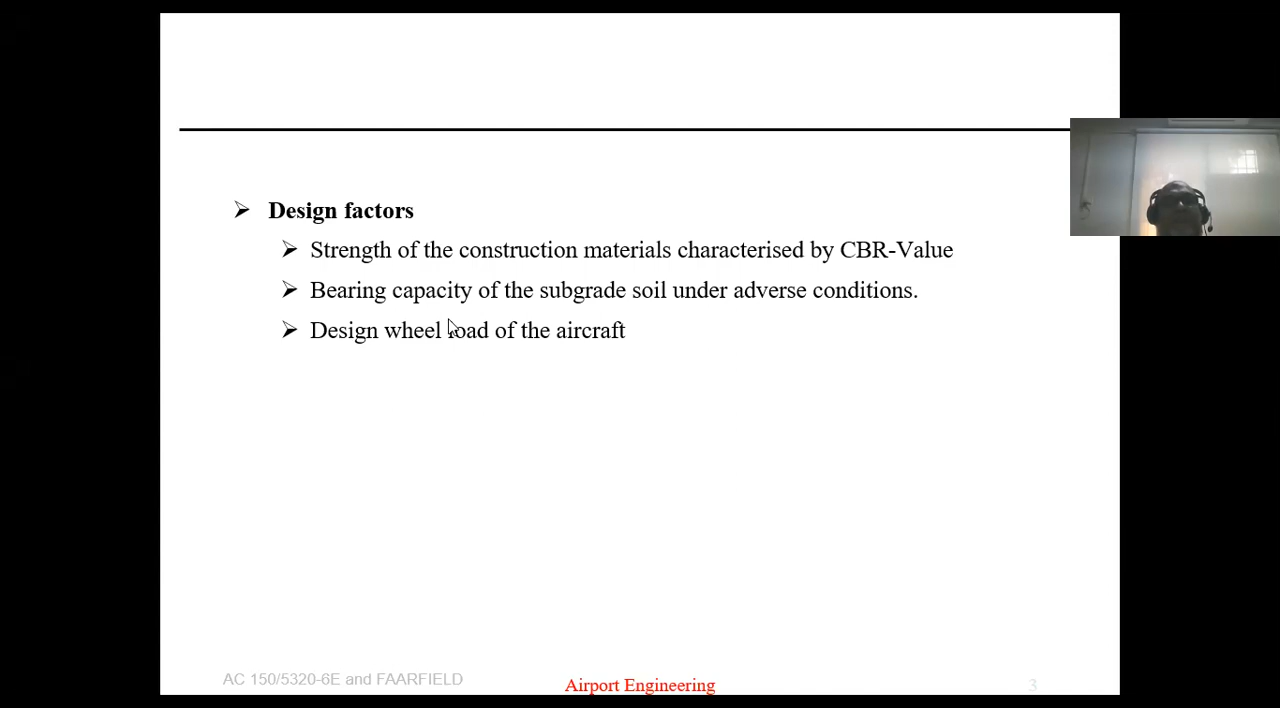 Design factors
Strength of the construction materials characterised by CBR-Value
Bearing capacity of the subgrade soil under adverse conditions.
Design wheel load of the aircraft
AC 150/5320-6E and FAARFIELD
Airport Engineering
3